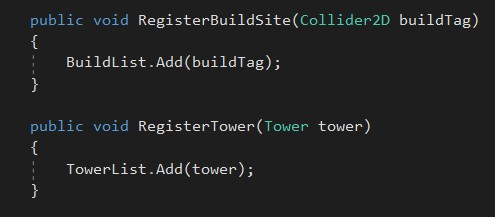 public void RegisterBuildSite(Collider2D buildTag)
{
    BuildList.Add(buildTag);
}

public void RegisterTower(Tower tower)
{
    TowerList.Add(tower);
}